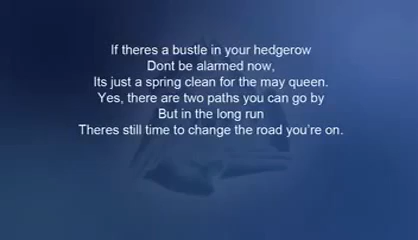 If theres a bustle in your hedgerow
Dont be alarmed now,
Its just a spring clean for the may queen.
Yes, there are two paths you can go by
But in the long run
Theres still time to change the road you're on.